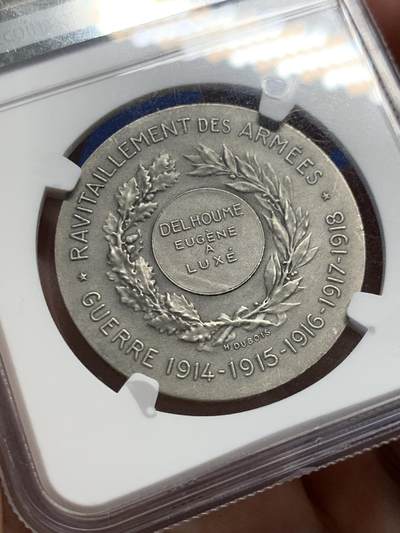 ★ RAVITAILLEMENT DES ARMÉES ★
GUERRE 1914-1915-1916-1917-1918
DELHOUME
EUGÈNE
A
LUXÉ
H DUBOIS